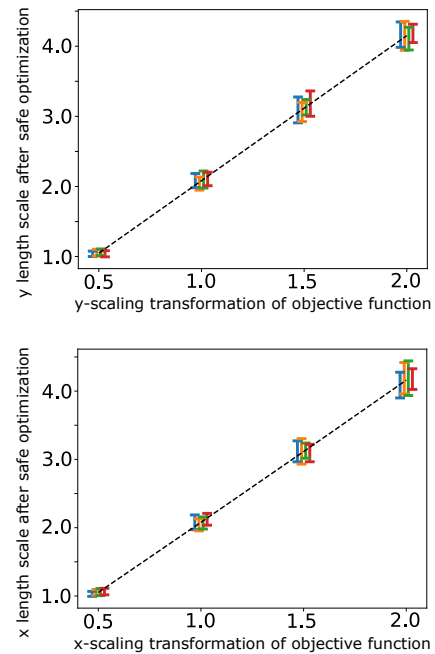 y length scale after safe optimization
4.0
3.0
2.0
1.0
0.5 1.0 1.5 2.0
y-scaling transformation of objective function
x length scale after safe optimization
4.0
3.0
2.0
1.0
0.5 1.0 1.5 2.0
x-scaling transformation of objective function